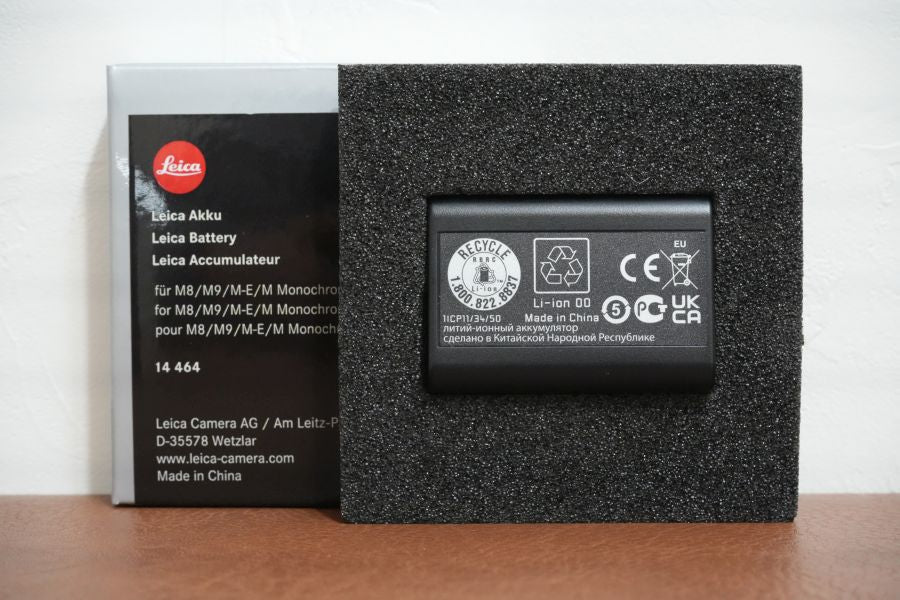 Leica
Leica Akku
Leica Battery
Leica Accumulateur
für M8/M9/M-E/M Monochro
for M8/M9/M-E/M Monochro
pour M8/M9/M-E/M Monoch
14 464
Leica Camera AG / Am Leitz-P
D-35578 Wetzlar
www.leica-camera.com
Made in China
RECYCLE
RBRC
Li-ion
1.800.822.8837
Li-ion 00
EU
CE
1ICP11/34/50
Made in China
5
UK
CA
литий-ионный аккумулятор
сделано в Китайской Народной Республике